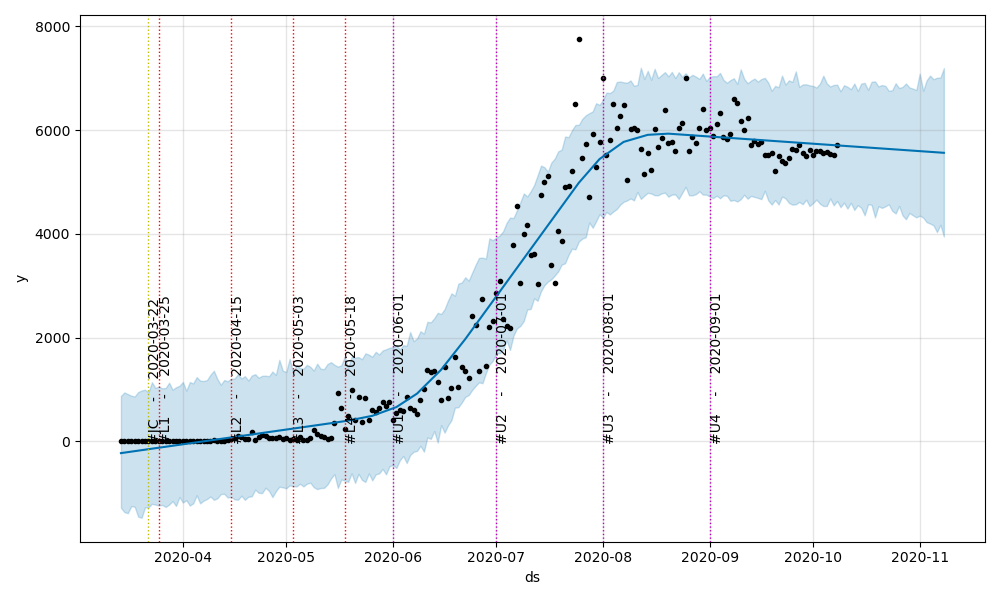 8000
6000
4000
2000
0
y
#JC - 2020-03-22
#L1 - 2020-03-25
#L2 - 2020-04-15
#L3 - 2020-05-03
#L4 - 2020-05-18
#U1 - 2020-06-01
#U2 - 2020-07-01
#U3 - 2020-08-01
#U4 - 2020-09-01
2020-04
2020-05
2020-06
2020-07
2020-08
2020-09
2020-10
2020-11
ds